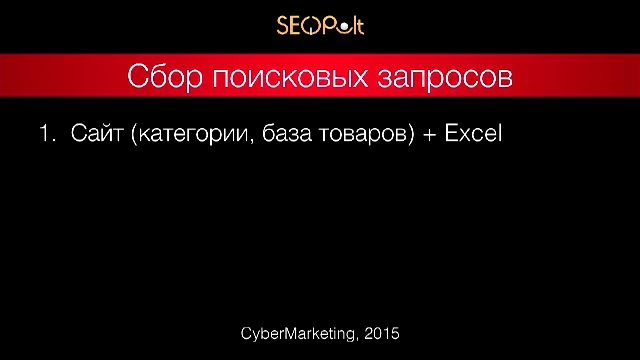 SEOPult
Сбор поисковых запросов
1. Сайт (категории, база товаров) + Excel
CyberMarketing, 2015